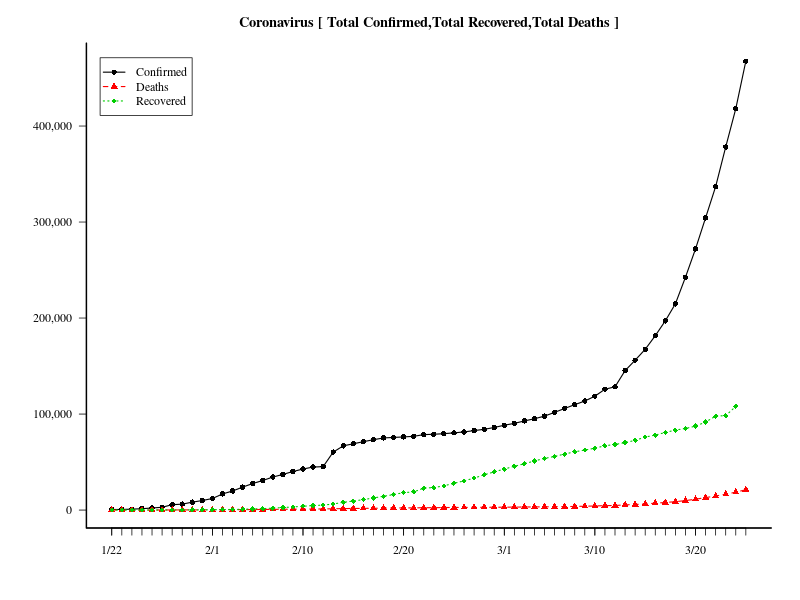 Coronavirus [ Total Confirmed,Total Recovered,Total Deaths ]
Confirmed
Deaths
Recovered
400,000
300,000
200,000
100,000
0
1/22 2/1 2/10 2/20 3/1 3/10 3/20